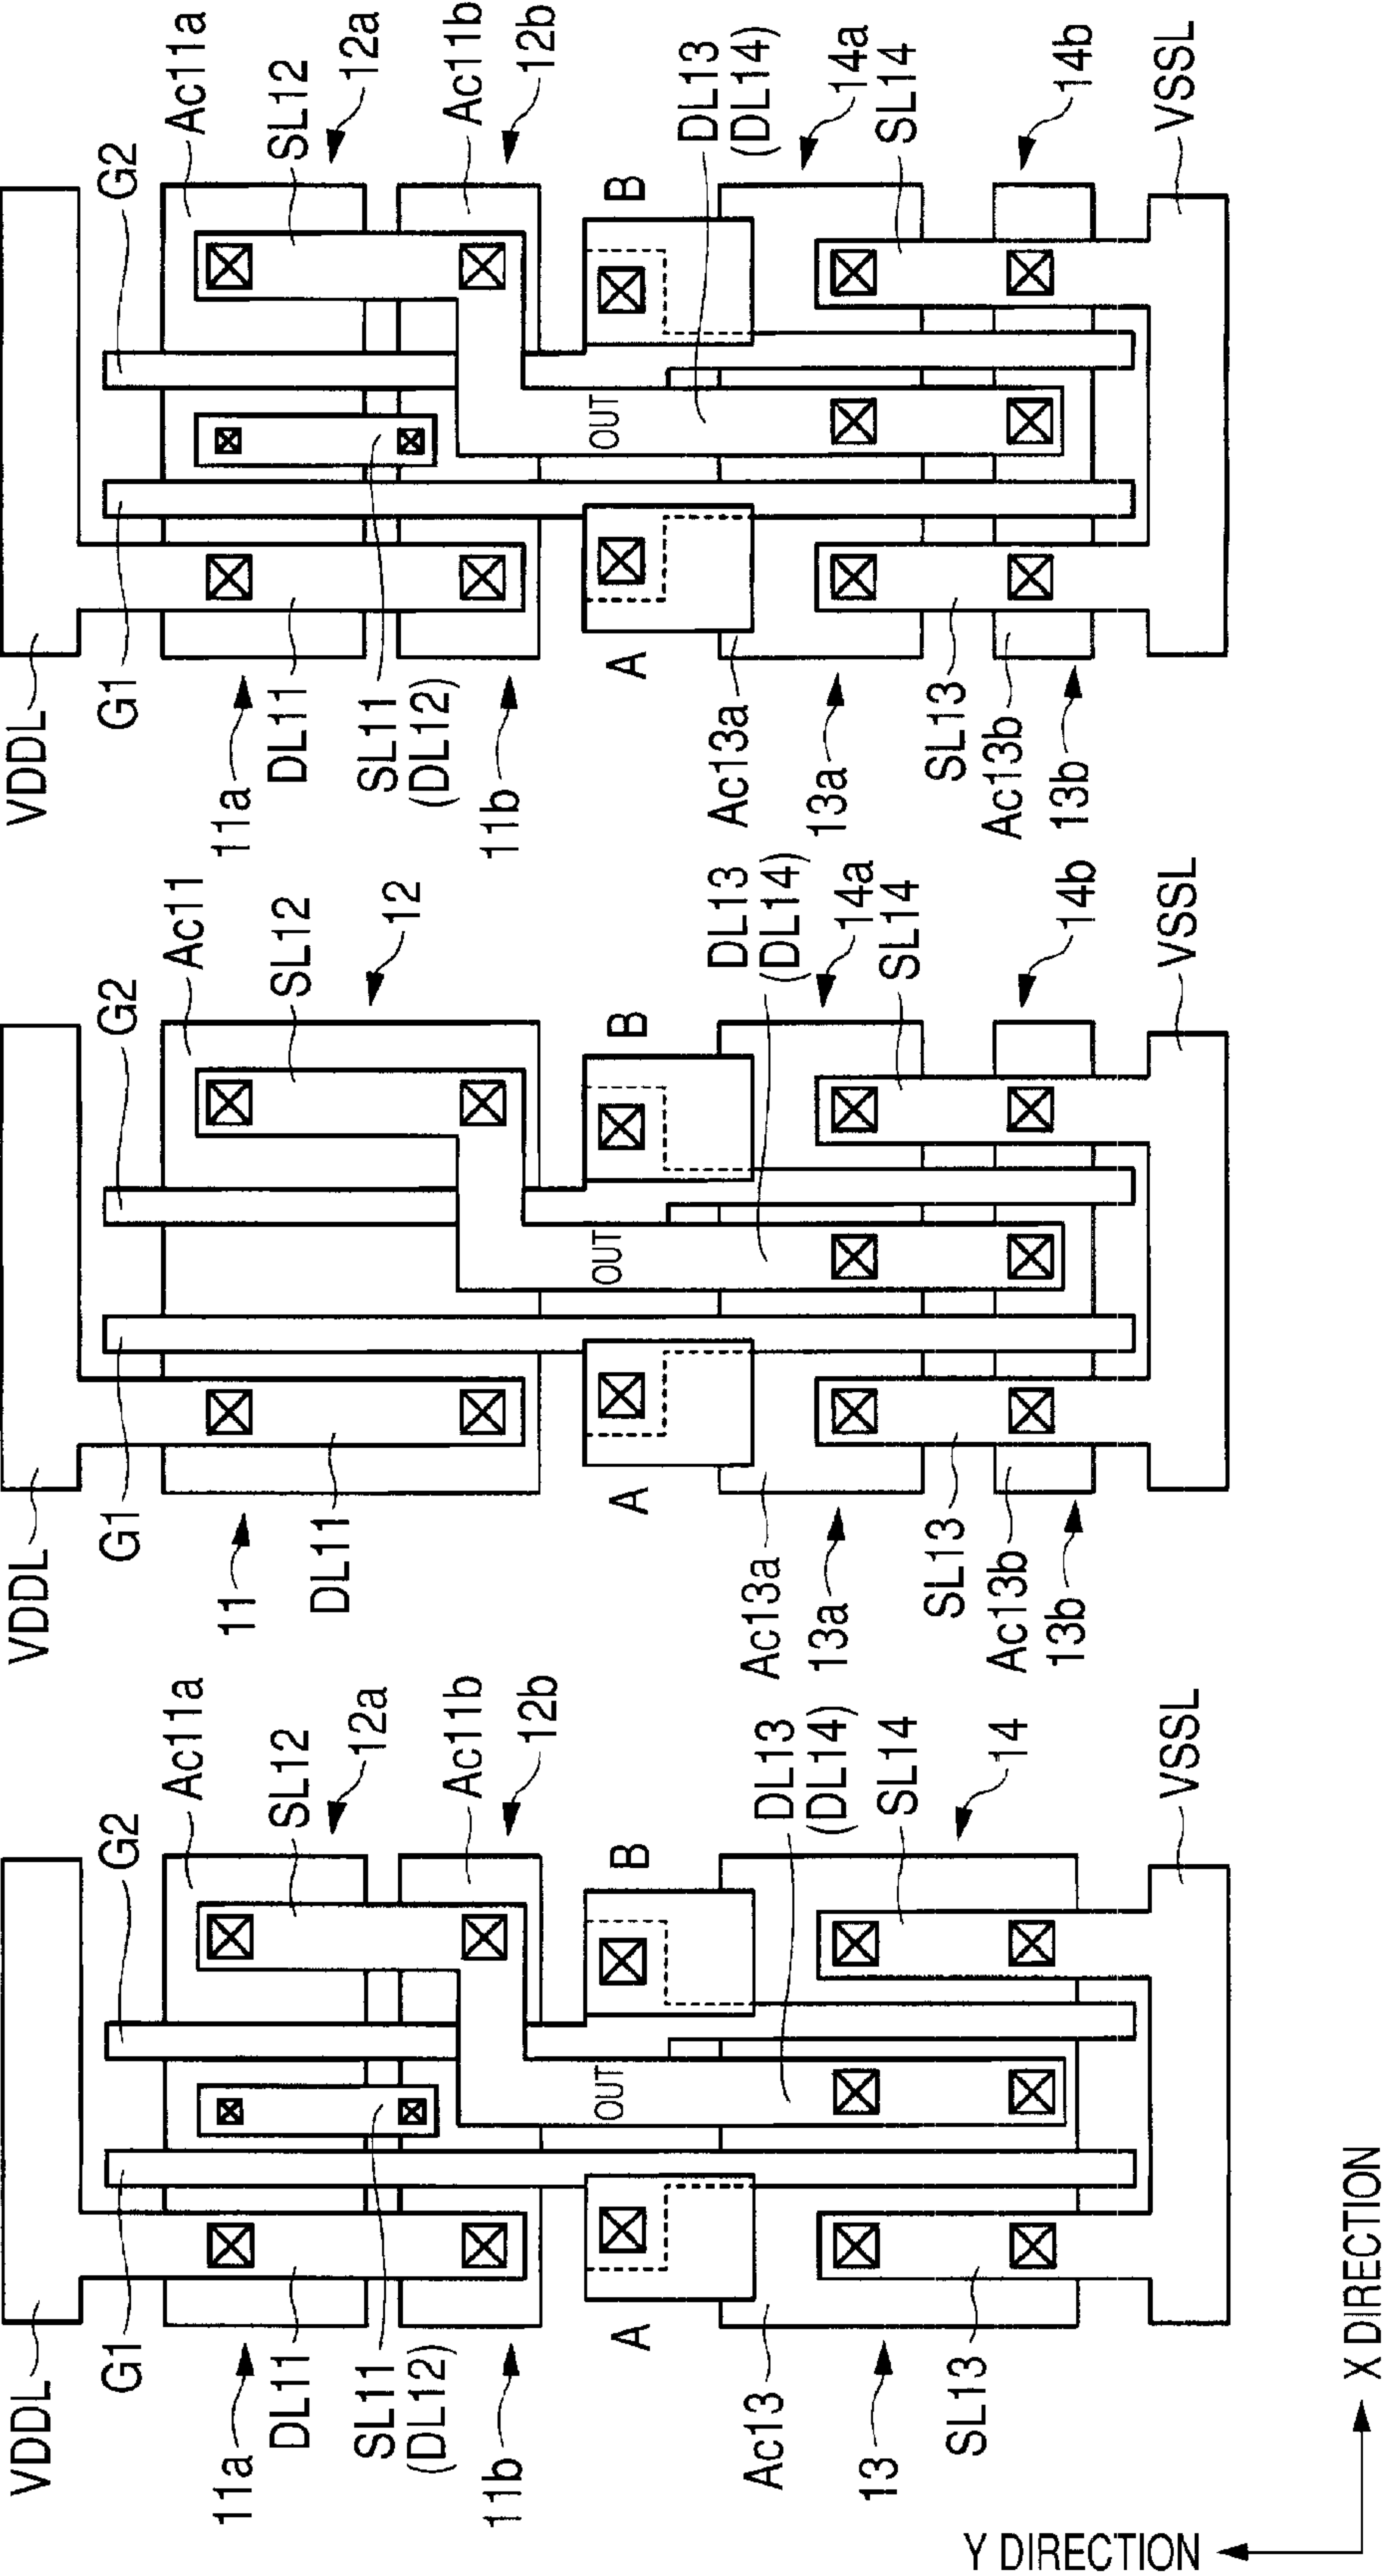 VDDL
G1
G2
Ac11a
SL12
12a
11a
DL11
SL11
(DL12)
11b
Ac11b
12b
A
B
OUT
DL13
(DL14)
Ac13
13
SL13
SL14
14
VSSL
VDDL
G1
G2
Ac11
SL12
12
11
DL11
A
B
OUT
DL13
(DL14)
14a
SL14
14b
Ac13a
13a
SL13
Ac13b
13b
VSSL
VDDL
G1
G2
Ac11a
SL12
12a
11a
DL11
SL11
(DL12)
11b
Ac11b
12b
A
B
OUT
DL13
(DL14)
14a
SL14
14b
Ac13a
13a
SL13
Ac13b
13b
VSSL
Y DIRECTION
X DIRECTION